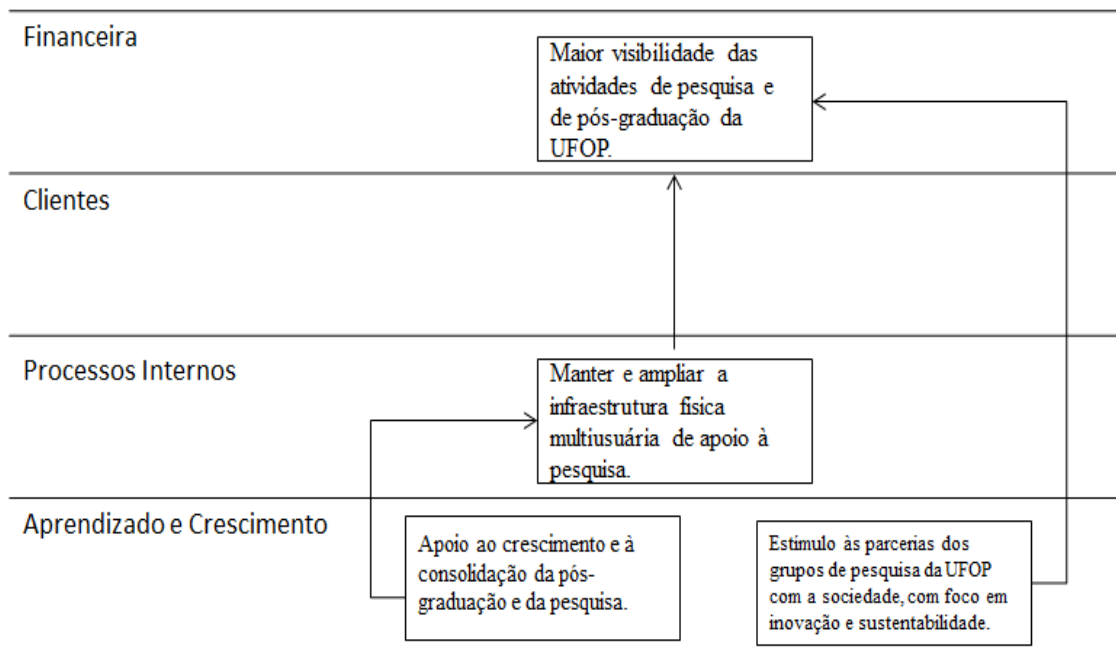 Financeira
Maior visibilidade das
atividades de pesquisa e
de pós-graduação da
UFOP.
Clientes
Processos Internos
Manter e ampliar a
infraestrutura física
multiusuária de apoio à
pesquisa.
Aprendizado e Crescimento
Apoio ao crescimento e à
consolidação da pós-
graduação e da pesquisa.
Estimulo às parcerias dos
grupos de pesquisa da UFOP
com a sociedade, com foco em
inovação e sustentabilidade.